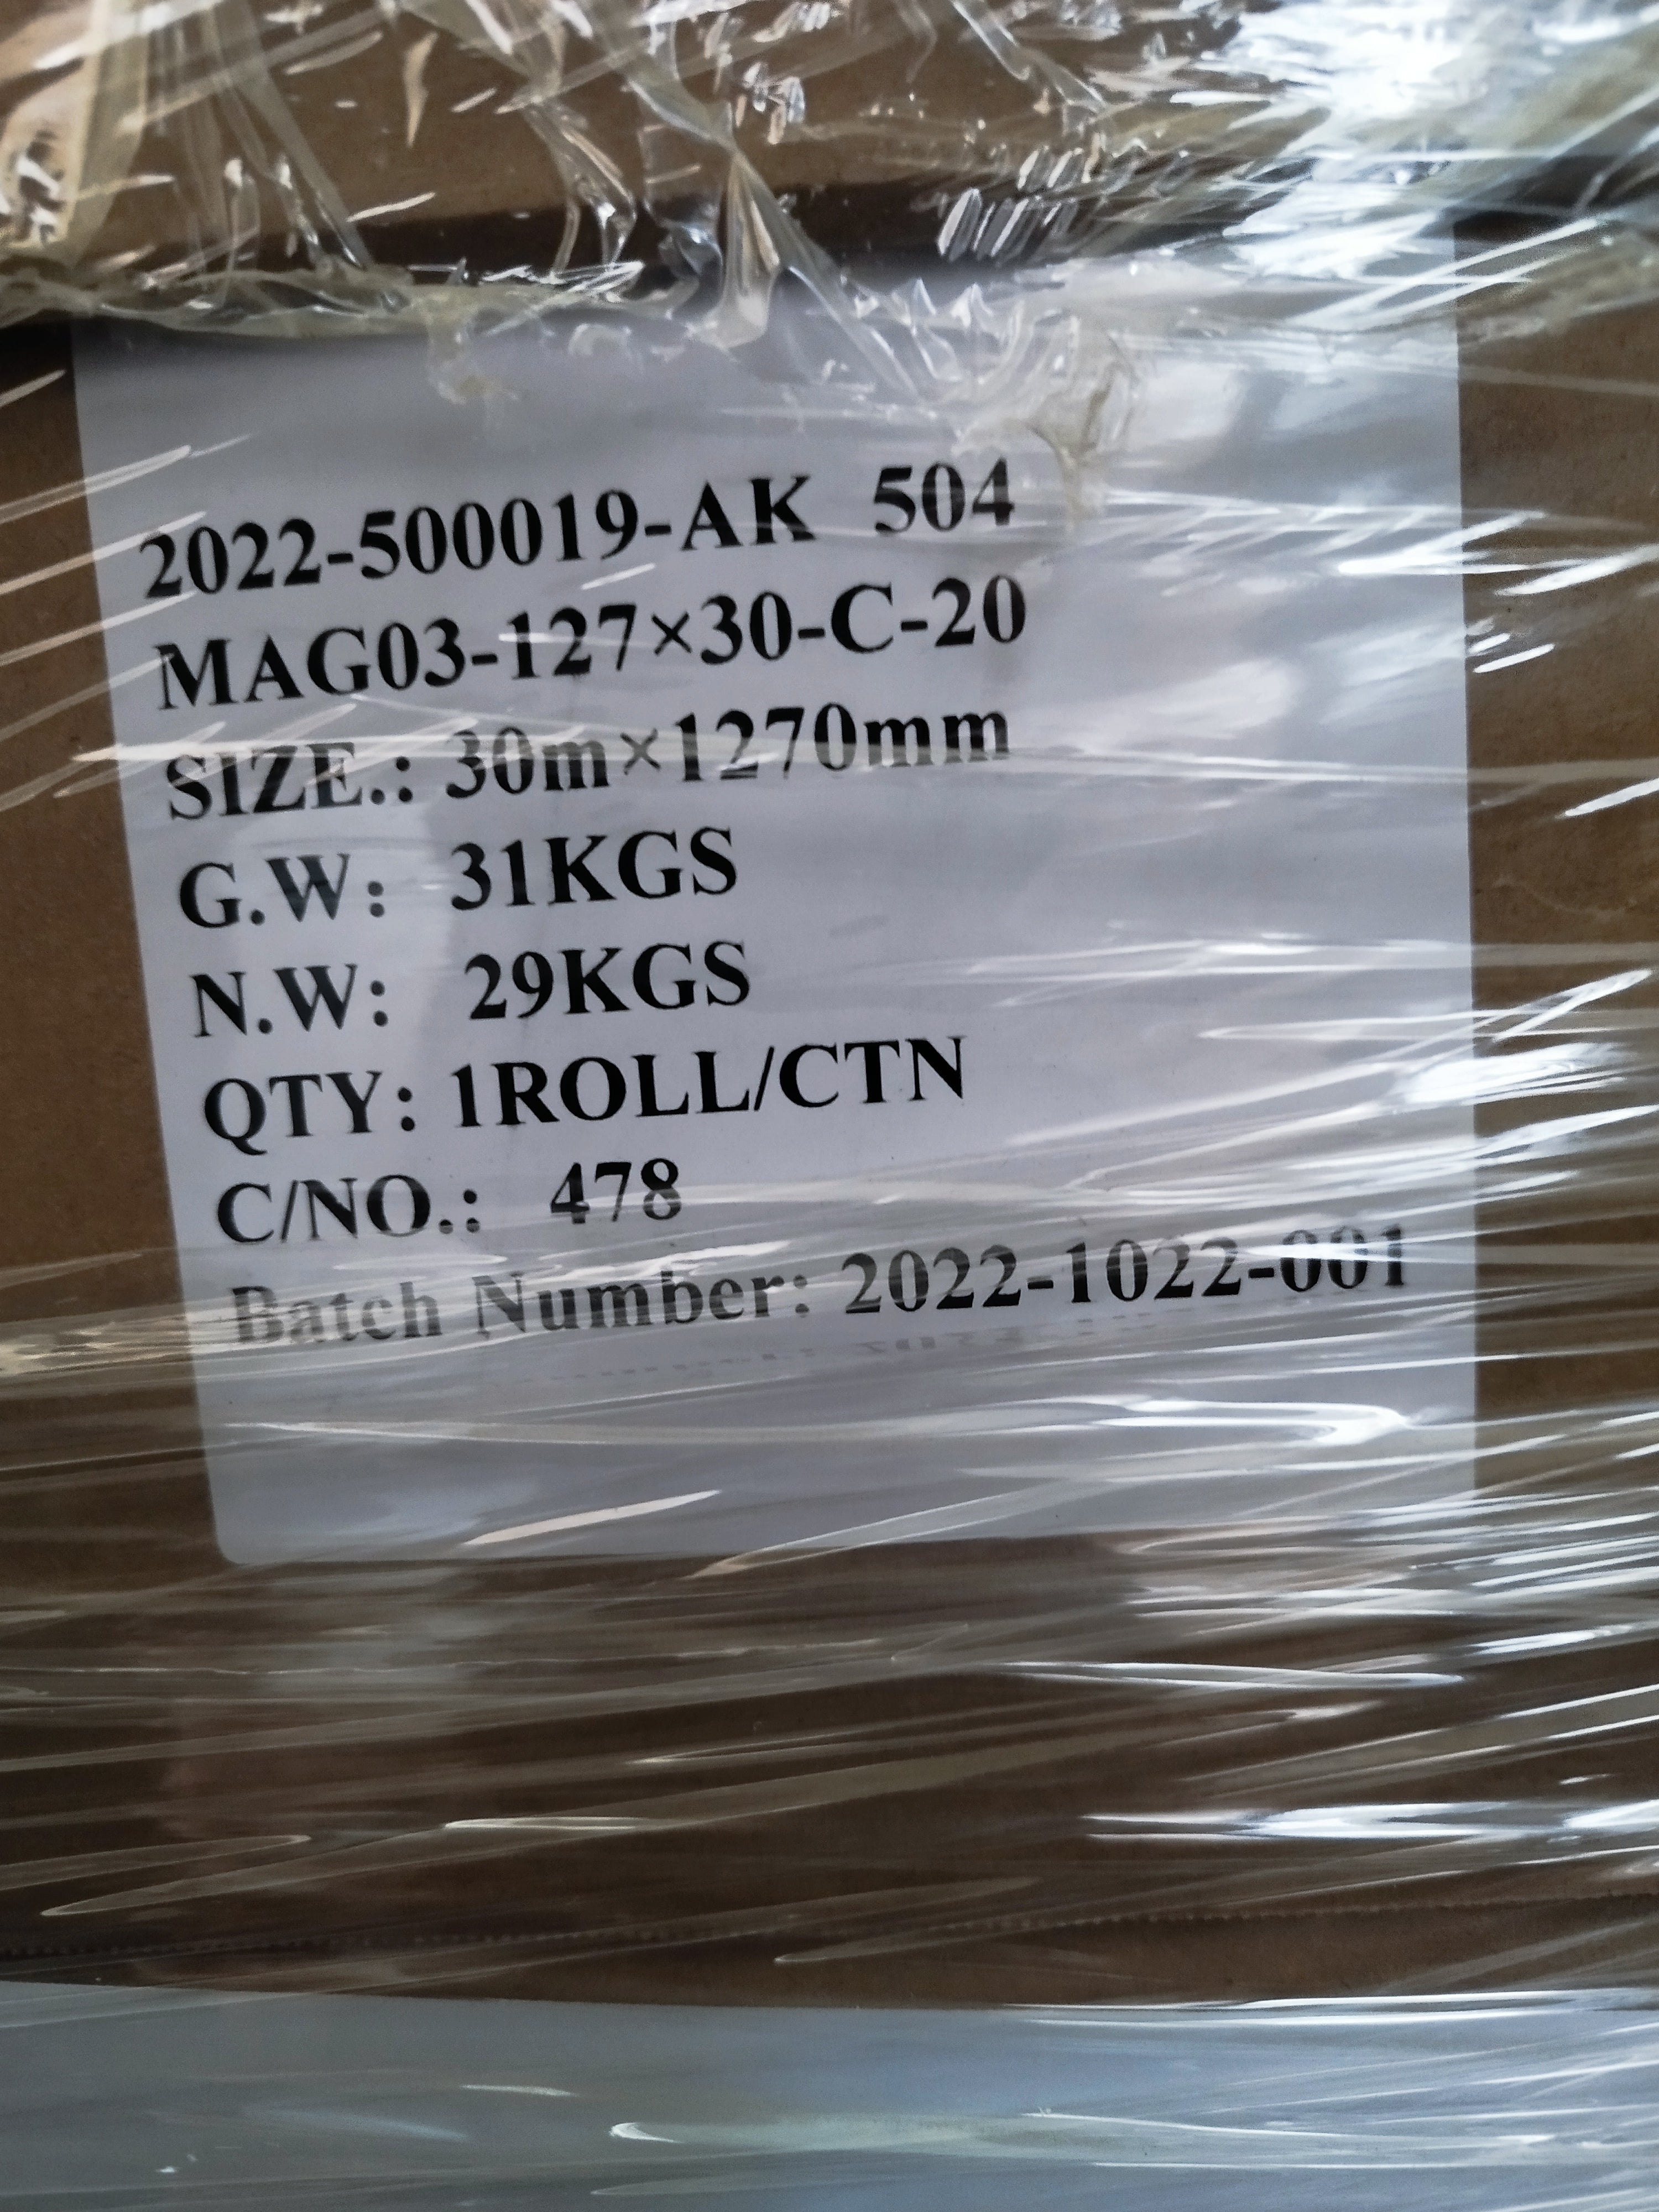 2022-500019-AK 504
MAG03-127×30-C-20
SIZE.: 30m×1270mm
G.W: 31KGS
N.W: 29KGS
QTY: 1ROLL/CTN
C/NO.: 478
Batch Number: 2022-1022-001